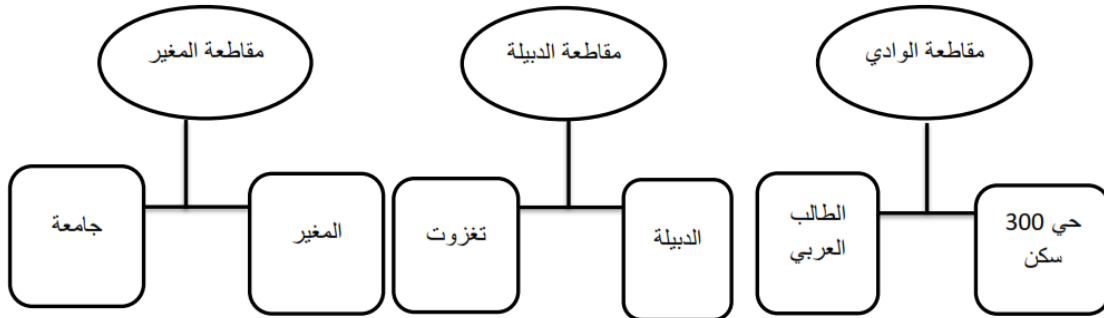 مقاطعة الوادي
مقاطعة الدبيلة
مقاطعة المغير
حي 300
سكن
الطالب
العربي
الدبيلة
تغزوت
المغير
جامعة